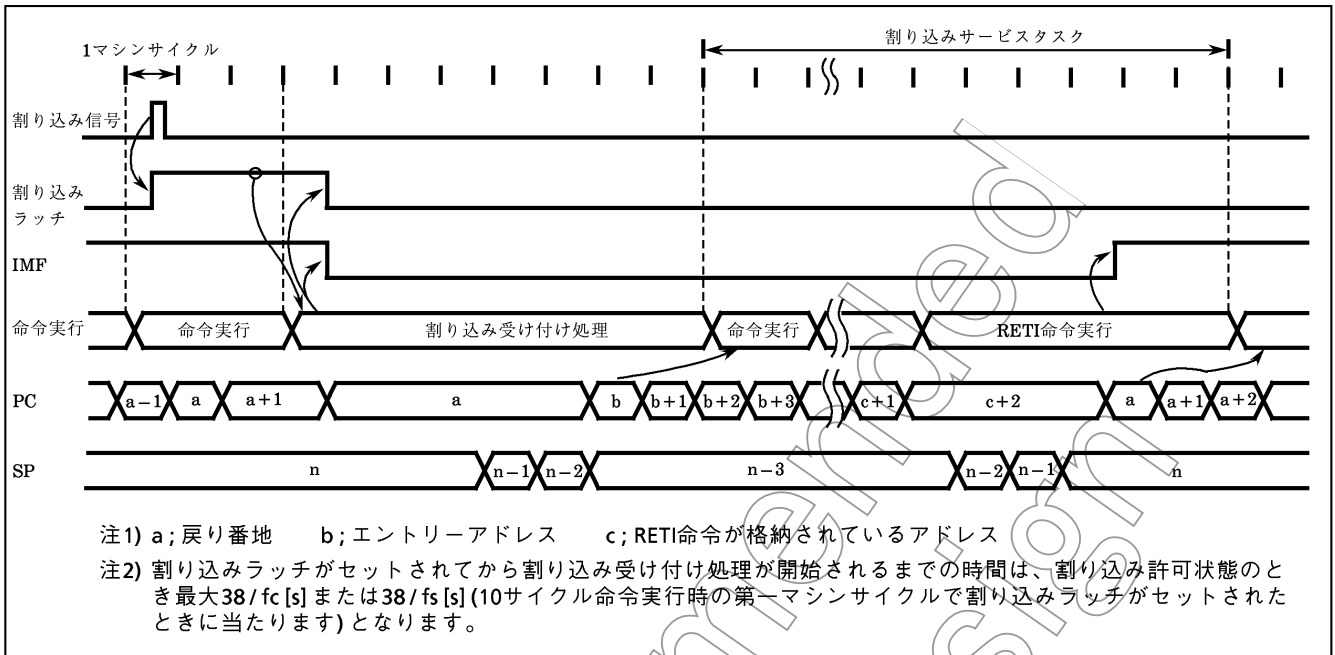 割り込みサービスタスク
1マシンサイクル
割り込み信号
割り込み
ラッチ
IMF
命令実行 命令実行 割り込み受け付け処理 命令実行 RETI命令実行
PC a−1 a a+1 a b b+1 b+2 b+3 c+1 c+2 a a+1 a+2
SP n n−1 n−2 n−3 n−2 n−1 n
注1) a ; 戻り番地 b ; エントリーアドレス c ; RETI命令が格納されているアドレス
注2) 割り込みラッチがセットされてから割り込み受け付け処理が開始されるまでの時間は、割り込み許可状態のと
き最大38 / fc [s] または38 / fs [s] (10サイクル命令実行時の第一マシンサイクルで割り込みラッチがセットされた
ときに当たります) となります。